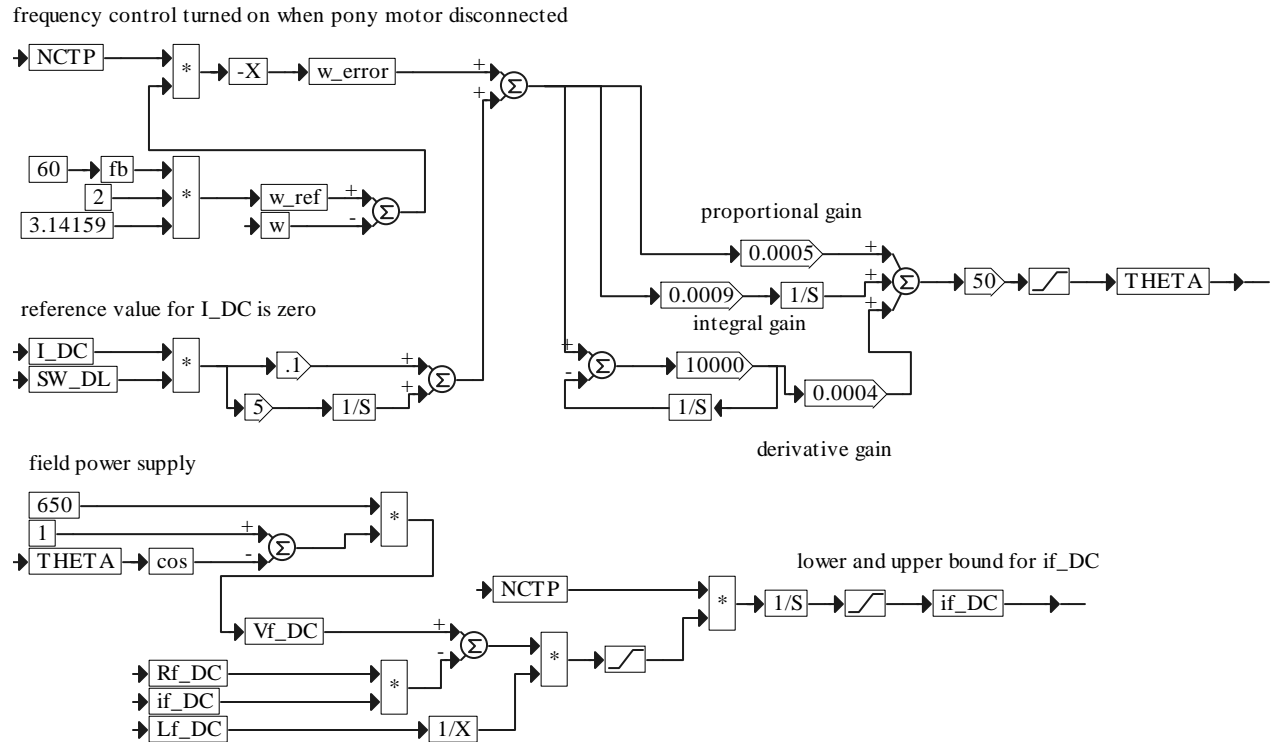 frequency control turned on when pony motor disconnected
NCTP
*
-X
w_error
+
+
Σ
60
fb
2
3.14159
*
w_ref
w
+
-
Σ
proportional gain
0.0005
0.0009
1/S
integral gain
+
+
+
Σ
50
THETA
reference value for I_DC is zero
I_DC
SW_DL
*
.1
5
1/S
+
+
Σ
+
-
Σ
10000
1/S
0.0004
derivative gain
field power supply
650
1
THETA
cos
+
-
Σ
*
lower and upper bound for if_DC
NCTP
*
1/S
if_DC
Vf_DC
+
-
Σ
*
Rf_DC
if_DC
*
Lf_DC
1/X